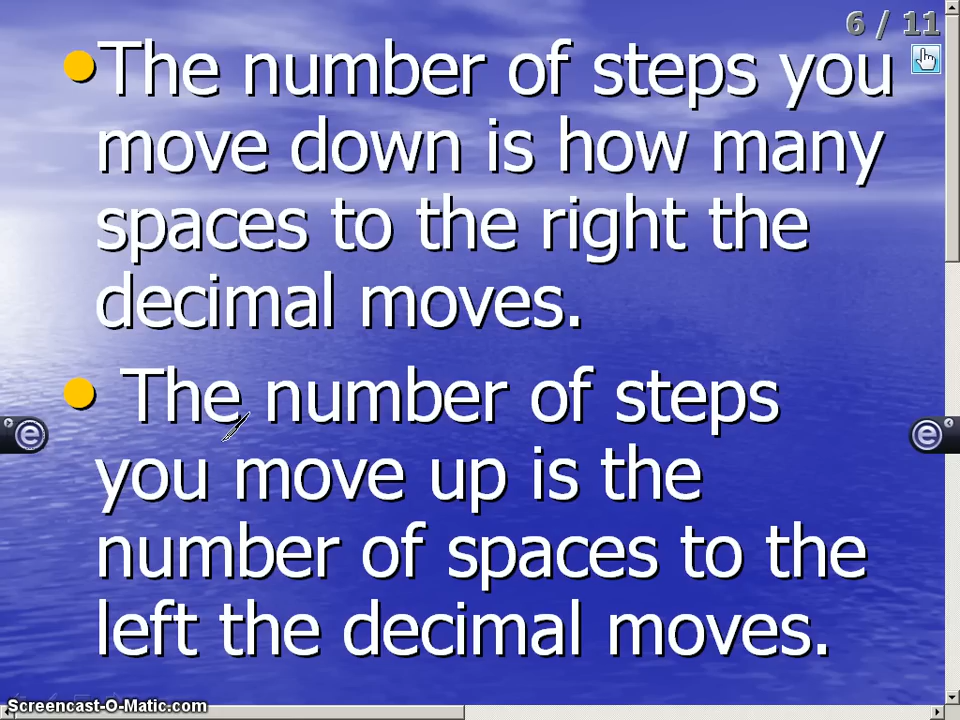 6 / 11
•The number of steps you
move down is how many
spaces to the right the
decimal moves.
• The number of steps
you move up is the
number of spaces to the
left the decimal moves.
Screencast-O-Matic.com